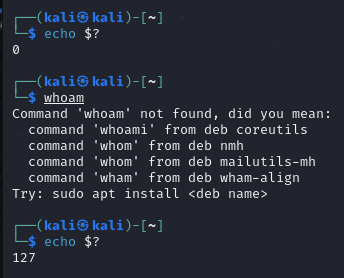 ┌──(kali㉿kali)-[~]
└─$ echo $?
0
┌──(kali㉿kali)-[~]
└─$ whoam
Command 'whoam' not found, did you mean:
  command 'whoami' from deb coreutils
  command 'whom' from deb nmh
  command 'whom' from deb mailutils-mh
  command 'wham' from deb wham-align
Try: sudo apt install <deb name>
┌──(kali㉿kali)-[~]
└─$ echo $?
127